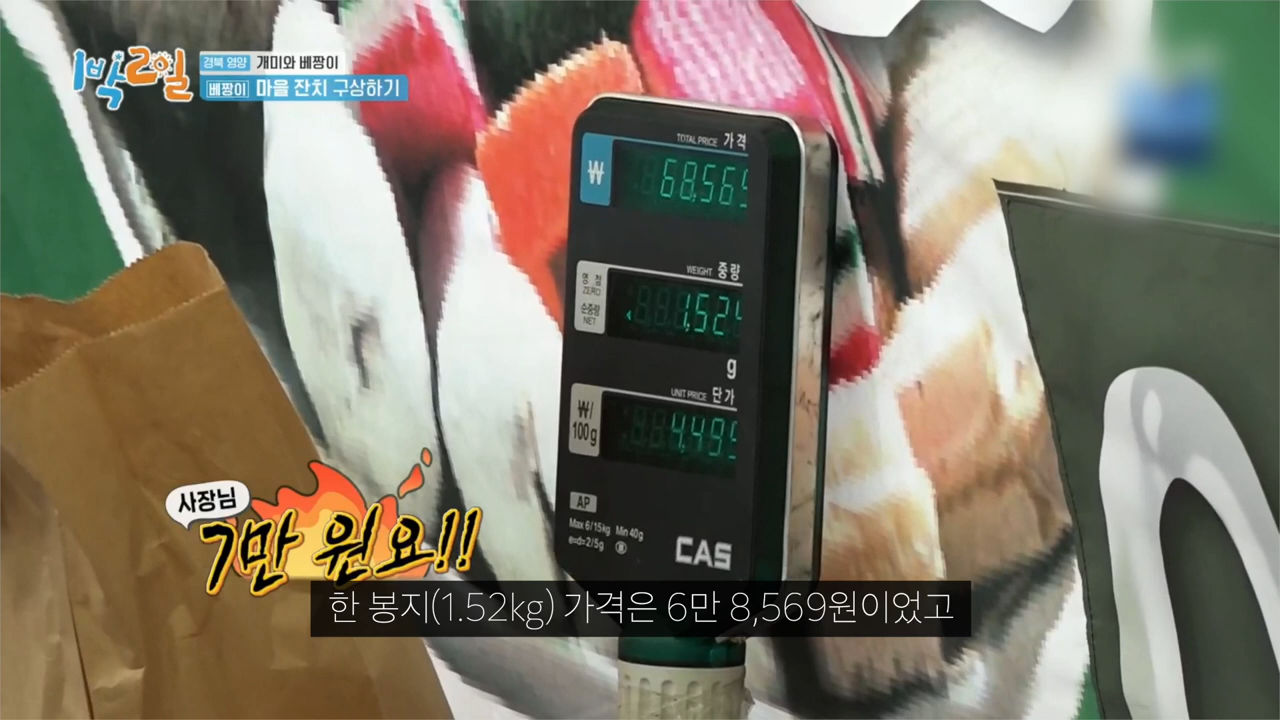 1박2일
경북 영양 개미와 베짱이
베짱이 마을 잔치 구상하기
TOTAL PRICE 가격
₩ 68,569
WEIGHT 중량
영점 ZERO
순중량 NET
1,524
g
UNIT PRICE 단가
₩/100g
4,499
AP
Max 6/15kg Min 40g
e=d=2/5g
CAS
사장님
7만 원요!!
한 봉지(1.52kg) 가격은 6만 8,569원이었고